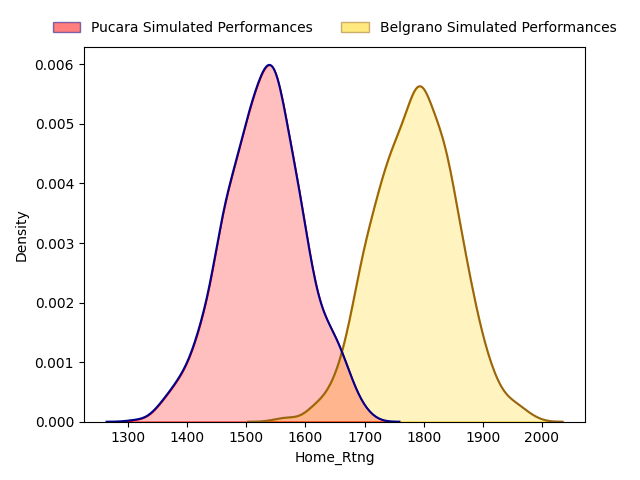 Pucara Simulated Performances Belgrano Simulated Performances
0.006
0.005
0.004
0.003
0.002
0.001
0.000
Density
1300 1400 1500 1600 1700 1800 1900 2000
Home_Rtng